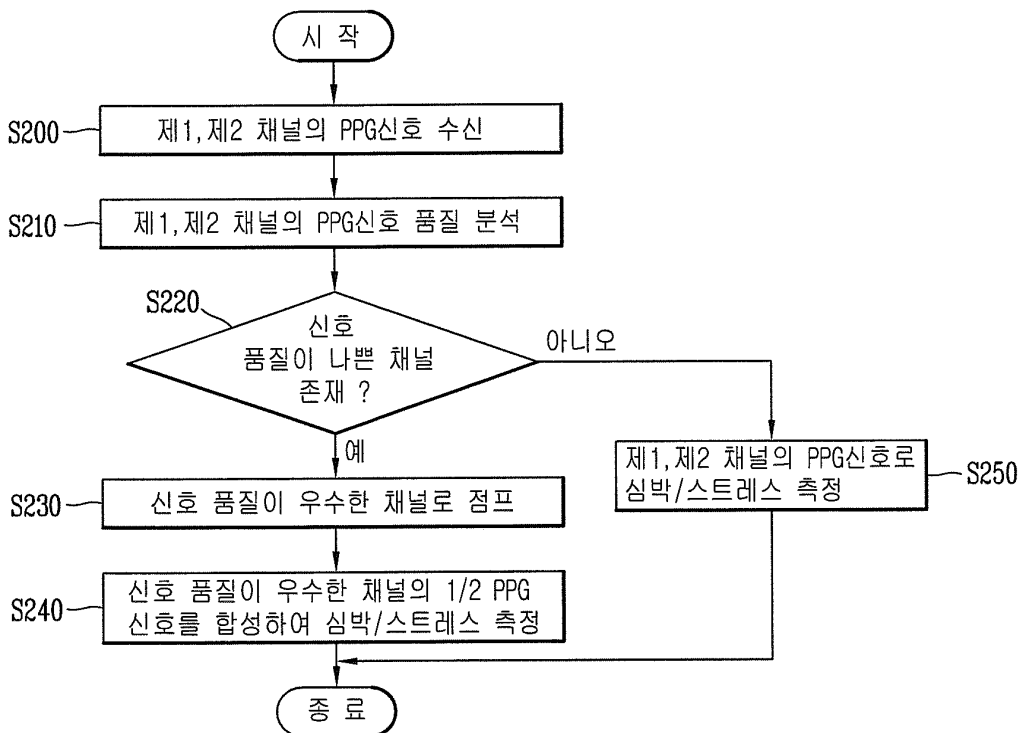 시 작
S200
제1,제2 채널의 PPG신호 수신
S210
제1,제2 채널의 PPG신호 품질 분석
S220
신호
품질이 나쁜 채널
존재 ?
아니오
예
S230
신호 품질이 우수한 채널로 점프
제1,제2 채널의 PPG신호로
심박/스트레스 측정
S250
S240
신호 품질이 우수한 채널의 1/2 PPG
신호를 합성하여 심박/스트레스 측정
종 료